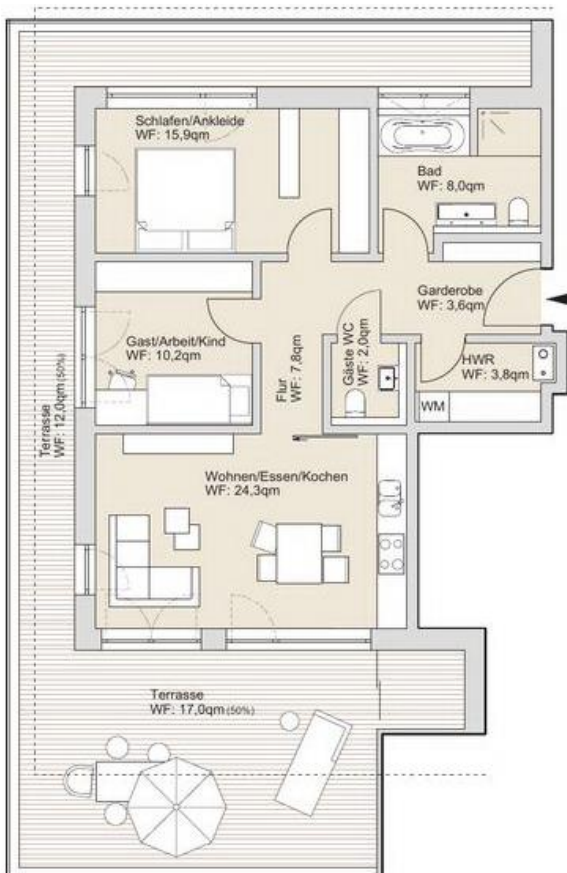 Schlafen/Ankleide
WF: 15,9qm
Bad
WF: 8,0qm
Garderobe
WF: 3,6qm
Gast/Arbeit/Kind
WF: 10,2qm
Flur
WF: 7,8qm
Gäste WC
WF: 2,0qm
HWR
WF: 3,8qm
WM
Terrasse
WF: 12,0qm (50%)
Wohnen/Essen/Kochen
WF: 24,3qm
Terrasse
WF: 17,0qm (50%)